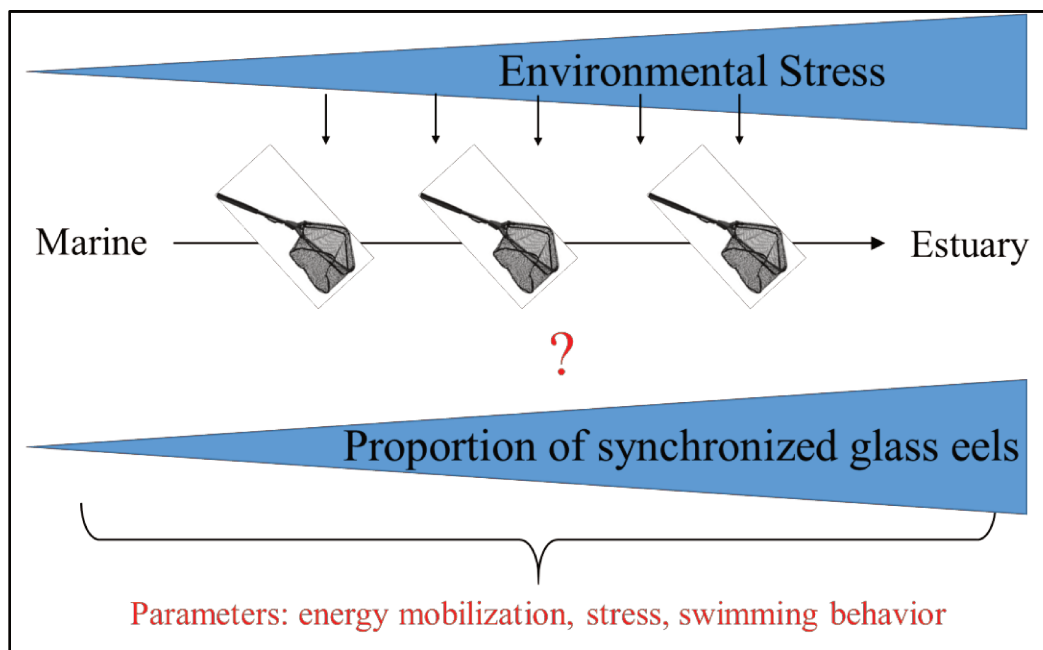 Environmental Stress
Marine
Estuary
?
Proportion of synchronized glass eels
Parameters: energy mobilization, stress, swimming behavior